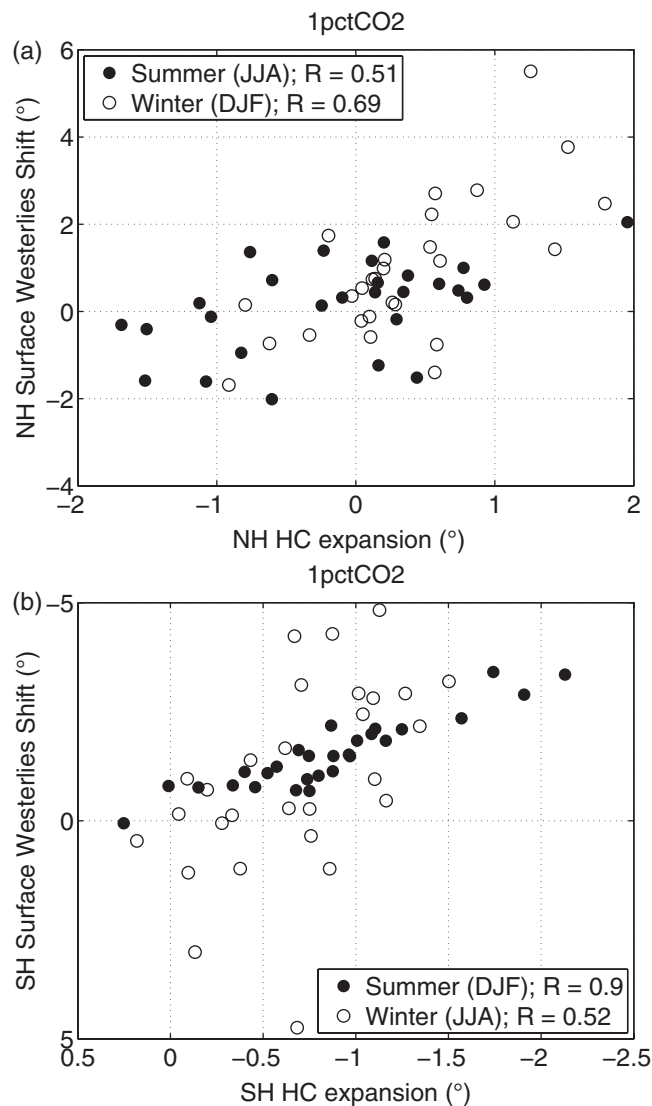 1pctCO2
(a)
6
4
2
0
−2
−4
NH Surface Westerlies Shift (°)
Summer (JJA); R = 0.51
Winter (DJF); R = 0.69
−2 −1 0 1 2
NH HC expansion (°)
1pctCO2
(b)
−5
0
5
SH Surface Westerlies Shift (°)
Summer (DJF); R = 0.9
Winter (JJA); R = 0.52
0.5 0 −0.5 −1 −1.5 −2 −2.5
SH HC expansion (°)